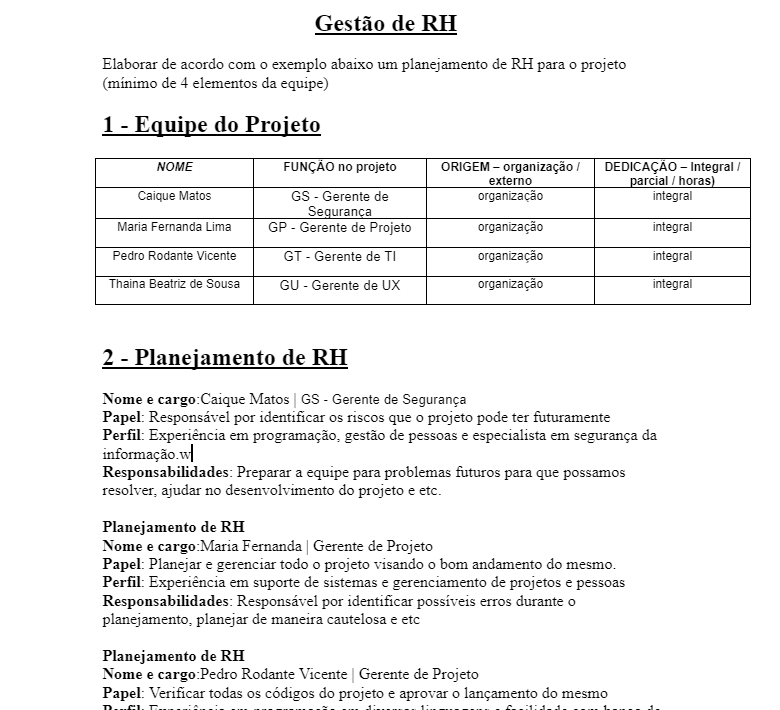 Gestão de RH
Elaborar de acordo com o exemplo abaixo um planejamento de RH para o projeto
(mínimo de 4 elementos da equipe)
1 - Equipe do Projeto
NOME FUNÇÃO no projeto ORIGEM – organização / externo DEDICAÇÃO – Integral / parcial / horas)
Caique Matos GS - Gerente de Segurança organização integral
Maria Fernanda Lima GP - Gerente de Projeto organização integral
Pedro Rodante Vicente GT - Gerente de TI organização integral
Thaina Beatriz de Sousa GU - Gerente de UX organização integral
2 - Planejamento de RH
Nome e cargo:Caique Matos | GS - Gerente de Segurança
Papel: Responsável por identificar os riscos que o projeto pode ter futuramente
Perfil: Experiência em programação, gestão de pessoas e especialista em segurança da
informação.w
Responsabilidades: Preparar a equipe para problemas futuros para que possamos
resolver, ajudar no desenvolvimento do projeto e etc.
Planejamento de RH
Nome e cargo:Maria Fernanda | Gerente de Projeto
Papel: Planejar e gerenciar todo o projeto visando o bom andamento do mesmo.
Perfil: Experiência em suporte de sistemas e gerenciamento de projetos e pessoas
Responsabilidades: Responsável por identificar possíveis erros durante o
planejamento, planejar de maneira cautelosa e etc
Planejamento de RH
Nome e cargo:Pedro Rodante Vicente | Gerente de Projeto
Papel: Verificar todas os códigos do projeto e aprovar o lançamento do mesmo